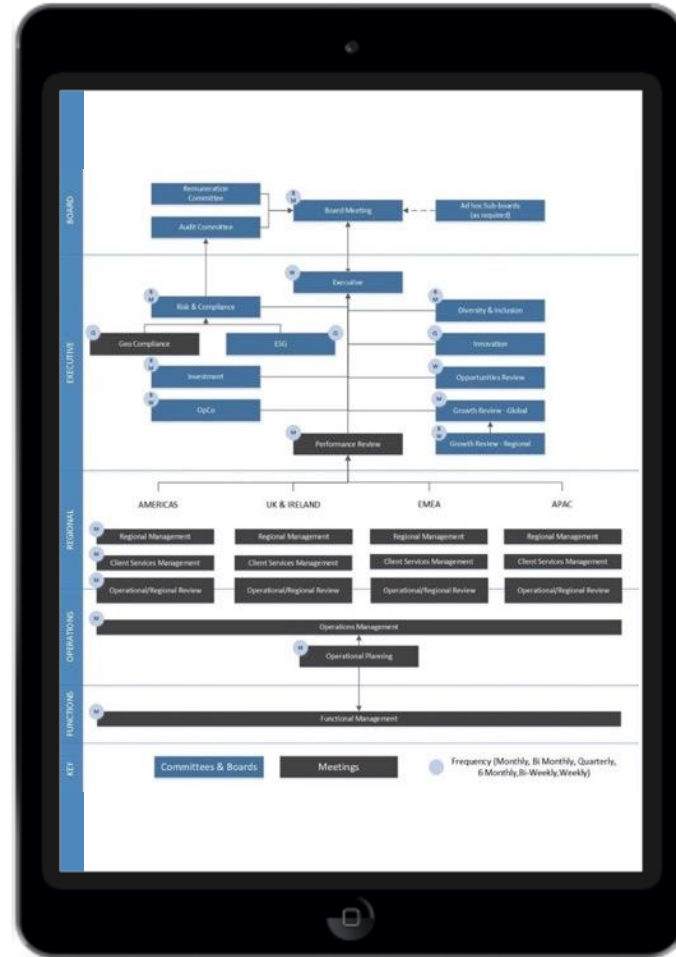 BOARD
Remuneration
Committee
Audit Committee
B
M
Board Meeting
Ad hoc Sub-boards
(as required)
EXECUTIVE
W
Executive
B
M
Risk & Compliance
Q
Geo Compliance
ESG
Q
B
M
Investment
B
W
OpCo
B
M
Diversity & Inclusion
Q
Innovation
W
Opportunities Review
M
Growth Review -Global
B
W
Growth Review - Regional
M
Performance Review
REGIONAL
AMERICAS
UK & IRELAND
EMEA
APAC
M
Regional Management
Regional Management
Regional Management
Regional Management
M
Client Services Management
Client Services Management
Client Services Management
Client Services Management
M
Operational/Regional Review
Operational/Regional Review
Operational/Regional Review
Operational/Regional Review
OPERATIONS
M
Operations Management
M
Operational Planning
FUNCTIONS
M
Functional Management
KEY
Committees & Boards
Meetings
Frequency (Monthly, Bi Monthly, Quarterly,
6 Monthly,Bi-Weekly,Weekly)